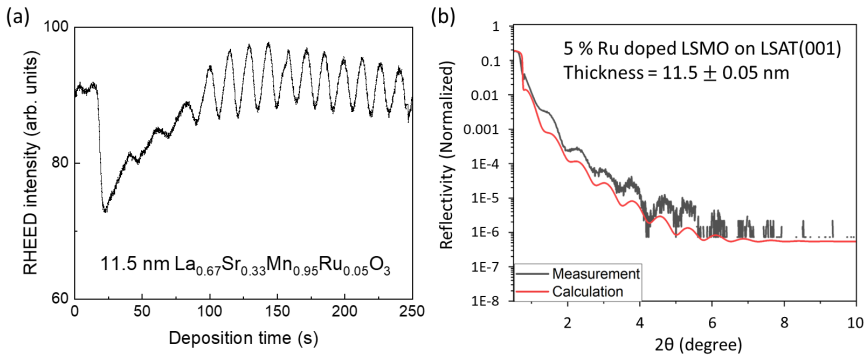 (a)
100
80
60
RHEED intensity (arb. units)
11.5 nm La0.67Sr0.33Mn0.95Ru0.05O3
0 50 100 150 200 250
Deposition time (s)
(b)
1
0.1
0.01
0.001
1E-4
1E-5
1E-6
1E-7
1E-8
Reflectivity (Normalized)
5 % Ru doped LSMO on LSAT(001)
Thickness = 11.5 ± 0.05 nm
Measurement
Calculation
2 4 6 8 10
2θ (degree)